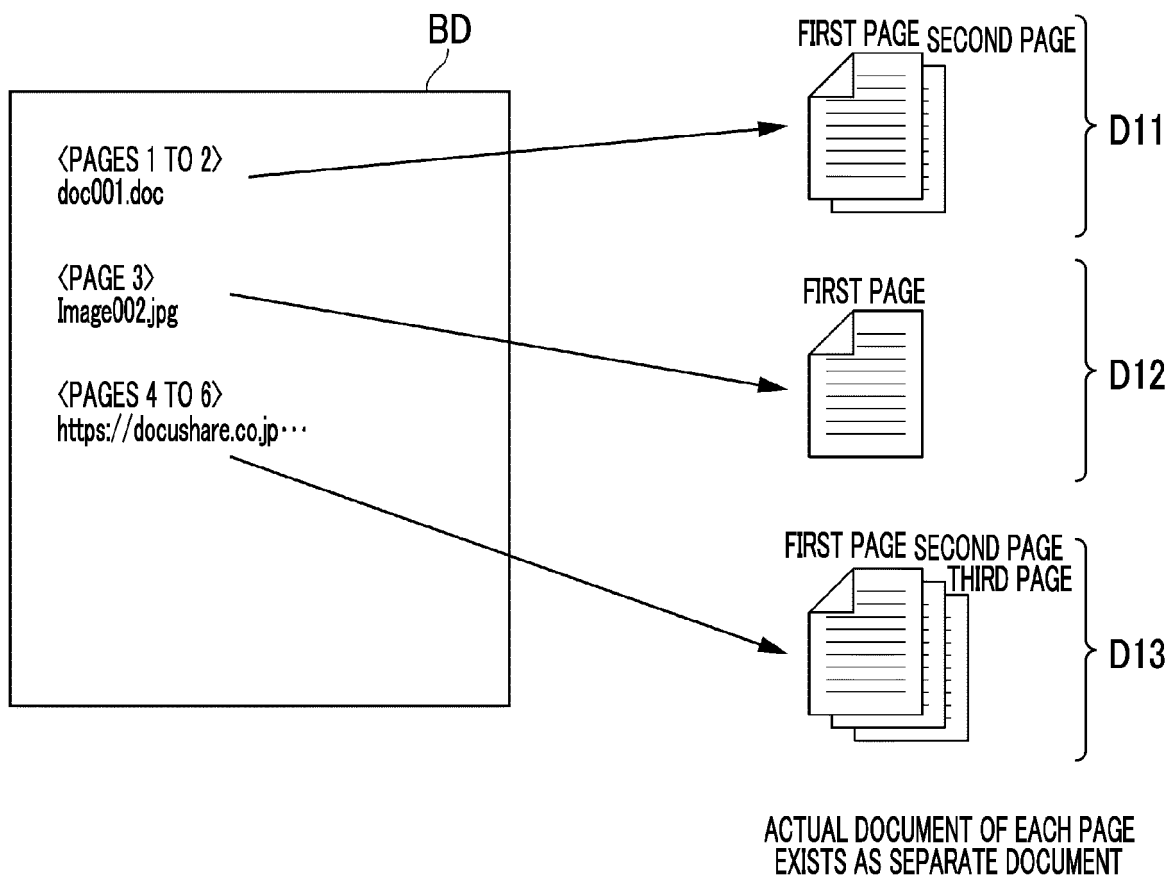 BD
<PAGES 1 TO 2>
doc001.doc
<PAGE 3>
Image002.jpg
<PAGES 4 TO 6>
https://docushare.co.jp···
FIRST PAGE SECOND PAGE
D11
FIRST PAGE
D12
FIRST PAGE SECOND PAGE
THIRD PAGE
D13
ACTUAL DOCUMENT OF EACH PAGE
EXISTS AS SEPARATE DOCUMENT